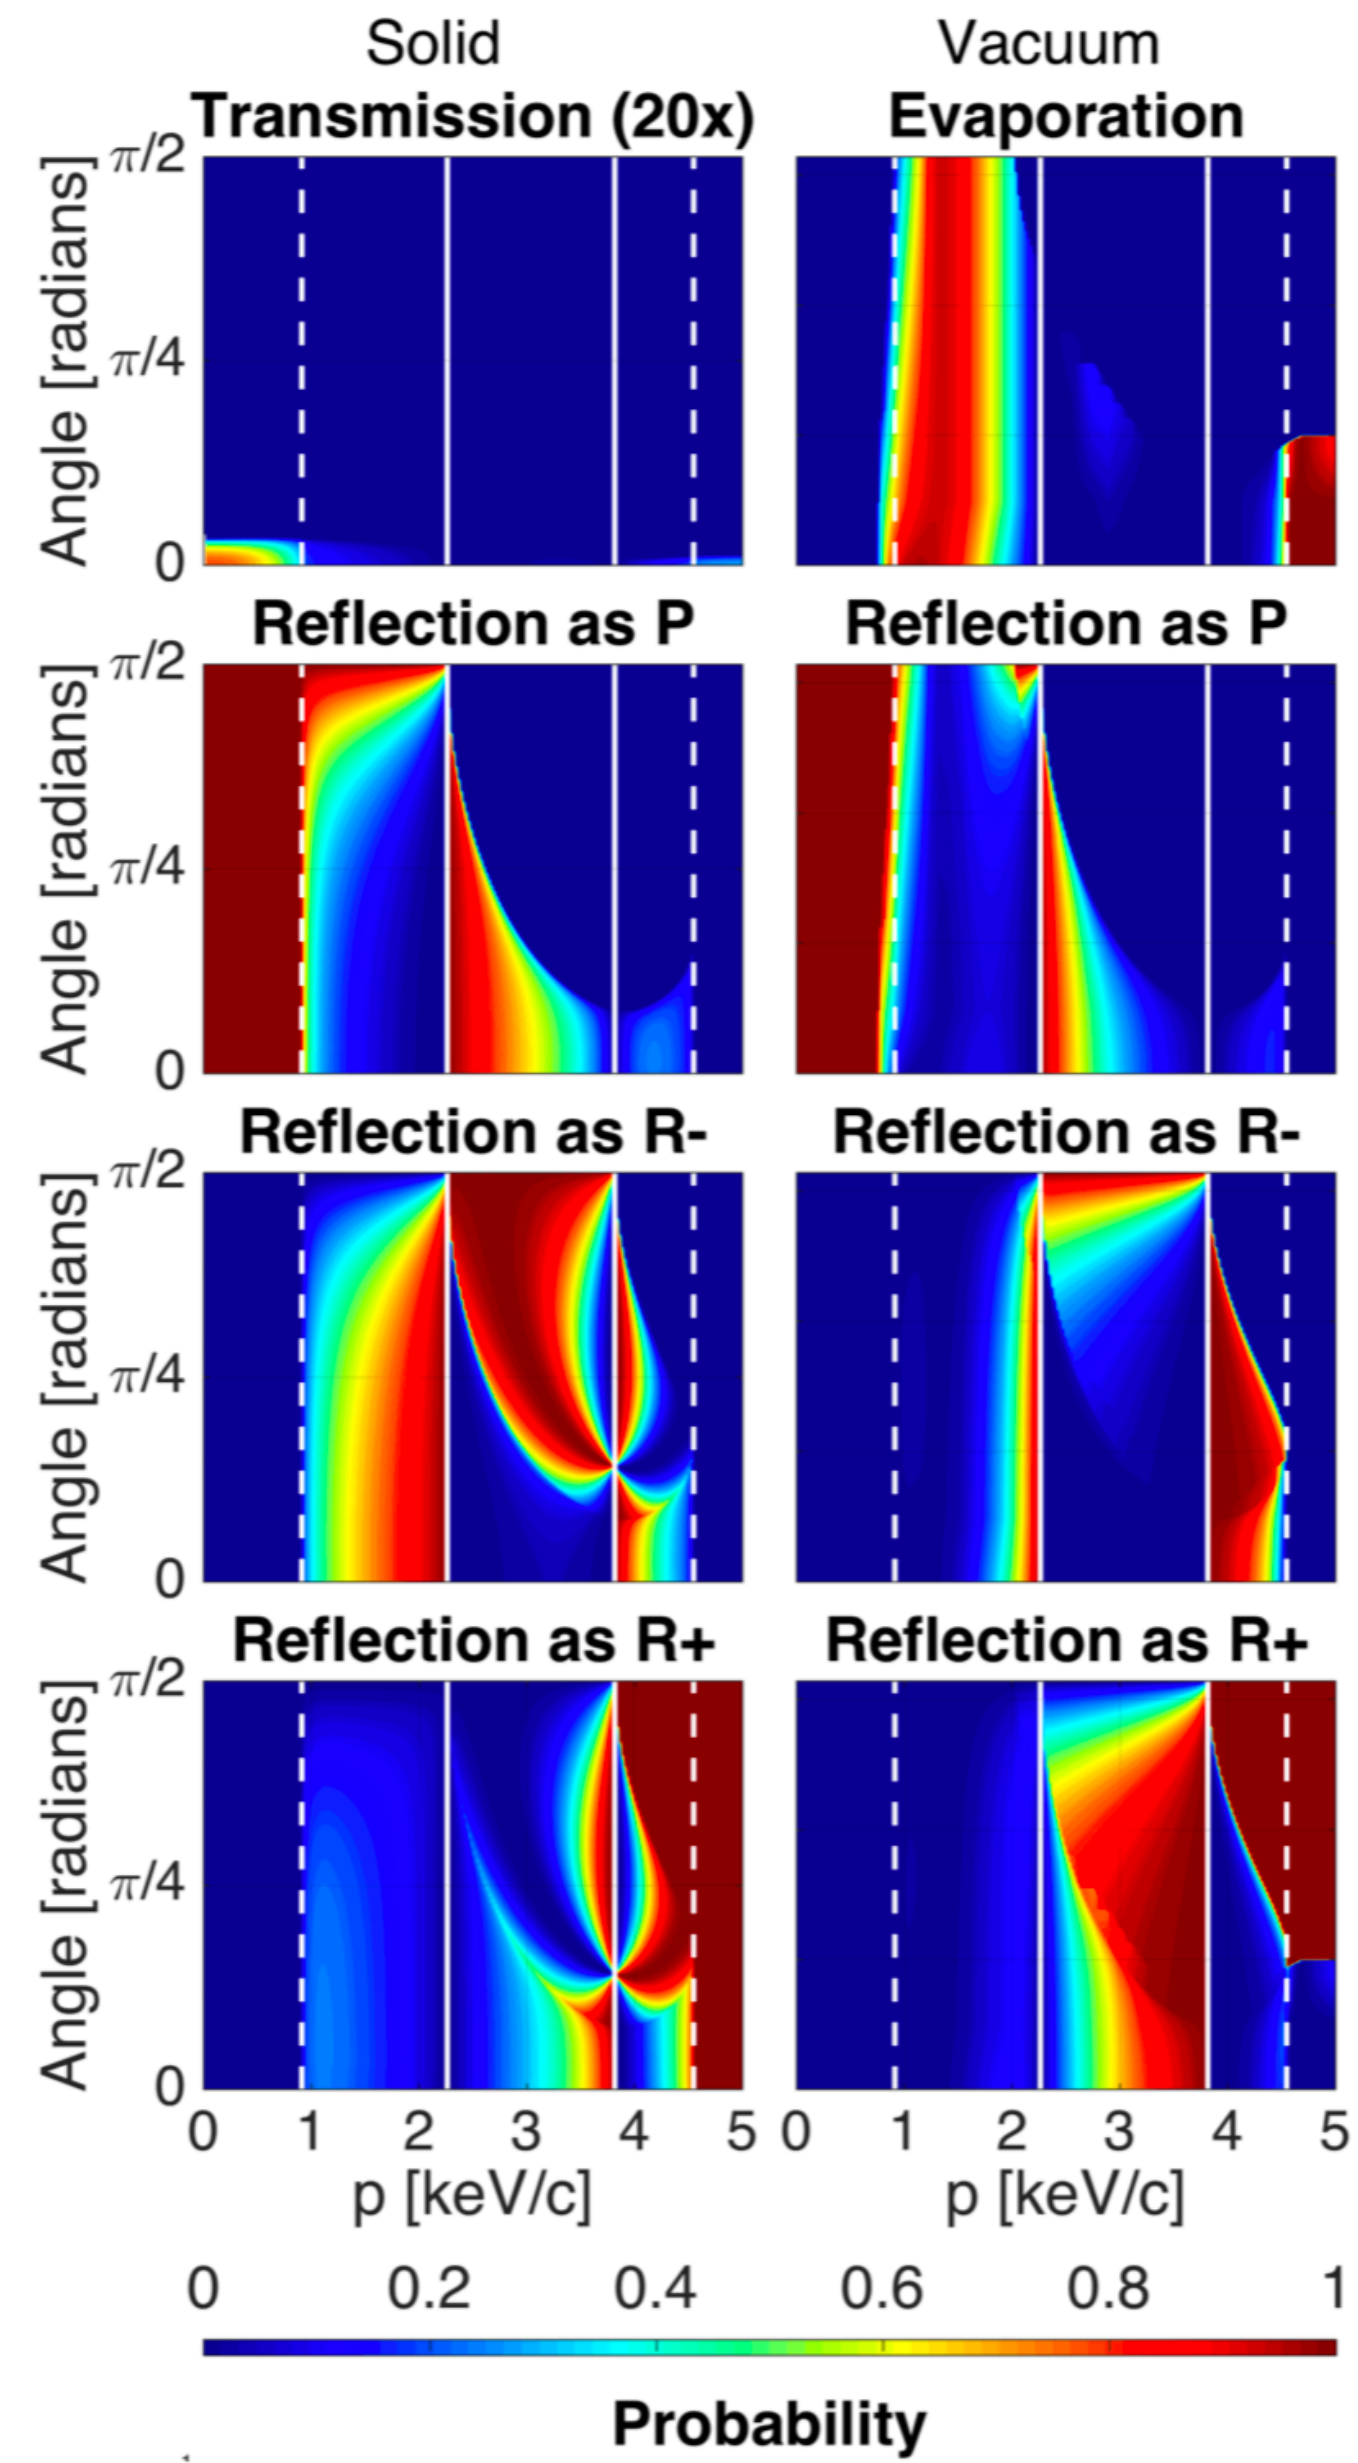 Solid Vacuum
Transmission (20x) Evaporation
Angle [radians] π/2 π/4 0
Reflection as P Reflection as P
Angle [radians] π/2 π/4 0
Reflection as R- Reflection as R-
Angle [radians] π/2 π/4 0
Reflection as R+ Reflection as R+
Angle [radians] π/2 π/4 0
0 1 2 3 4 5 0 1 2 3 4 5
p [keV/c] p [keV/c]
0 0.2 0.4 0.6 0.8 1
Probability